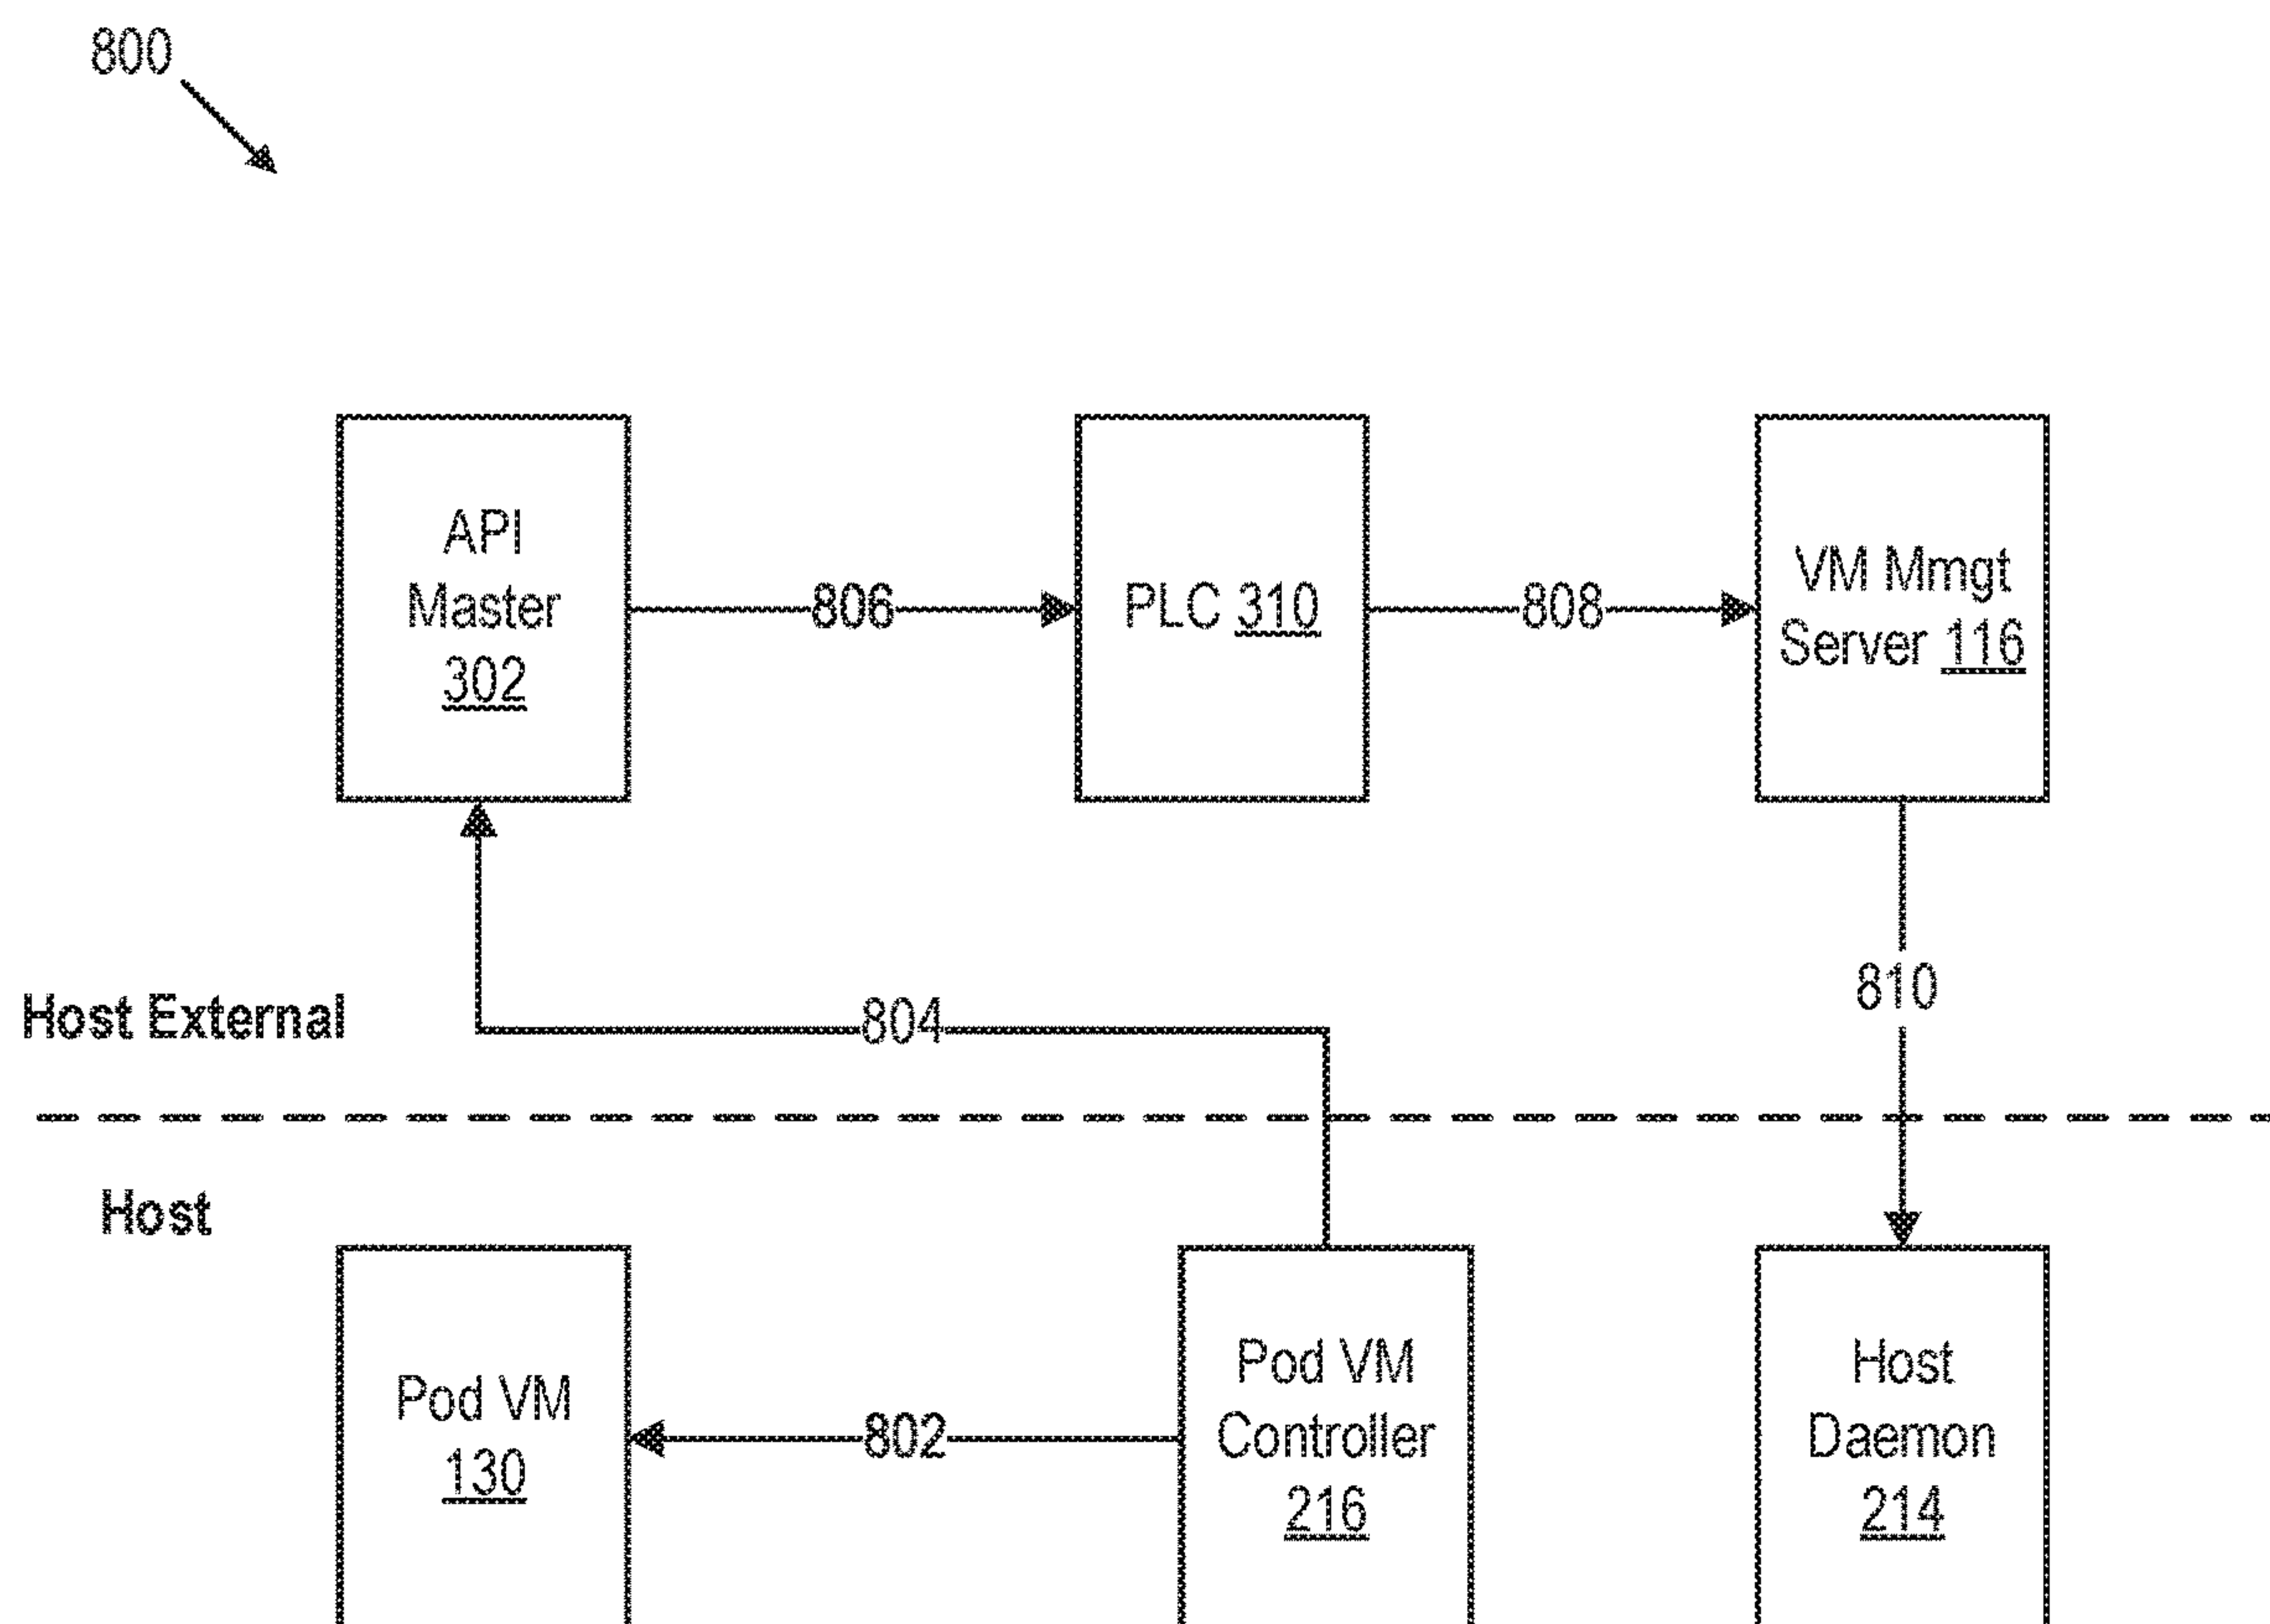 800
API
Master
302
806
PLC 310
808
VM Mmgt
Server 116
810
Host External
804
Host
Pod VM
130
802
Pod VM
Controller
216
Host
Daemon
214